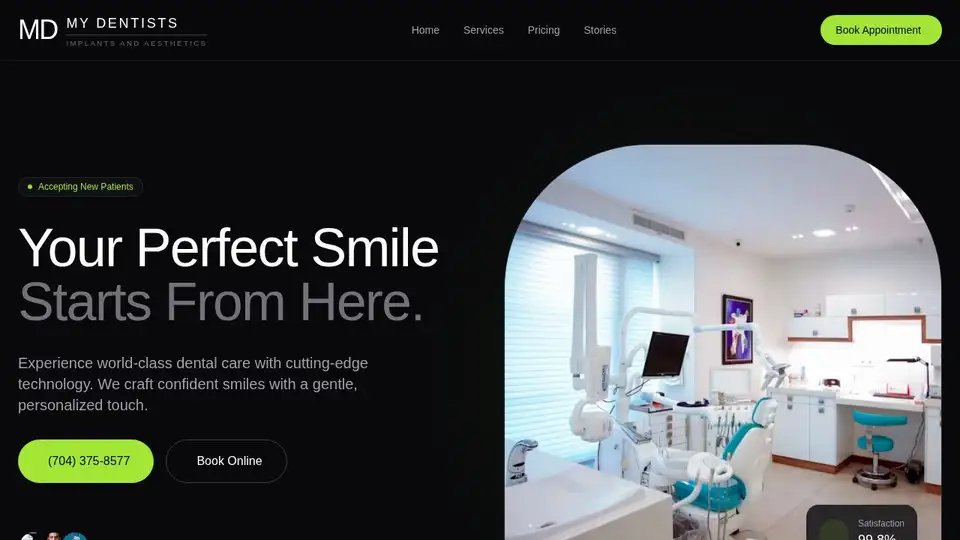 MD
MY DENTISTS
IMPLANTS AND AESTHETICS
Home
Services
Pricing
Stories
Book Appointment
Accepting New Patients
Your Perfect Smile
Starts From Here.
Experience world-class dental care with cutting-edge
technology. We craft confident smiles with a gentle,
personalized touch.
(704) 375-8577
Book Online
Satisfaction
99.8%